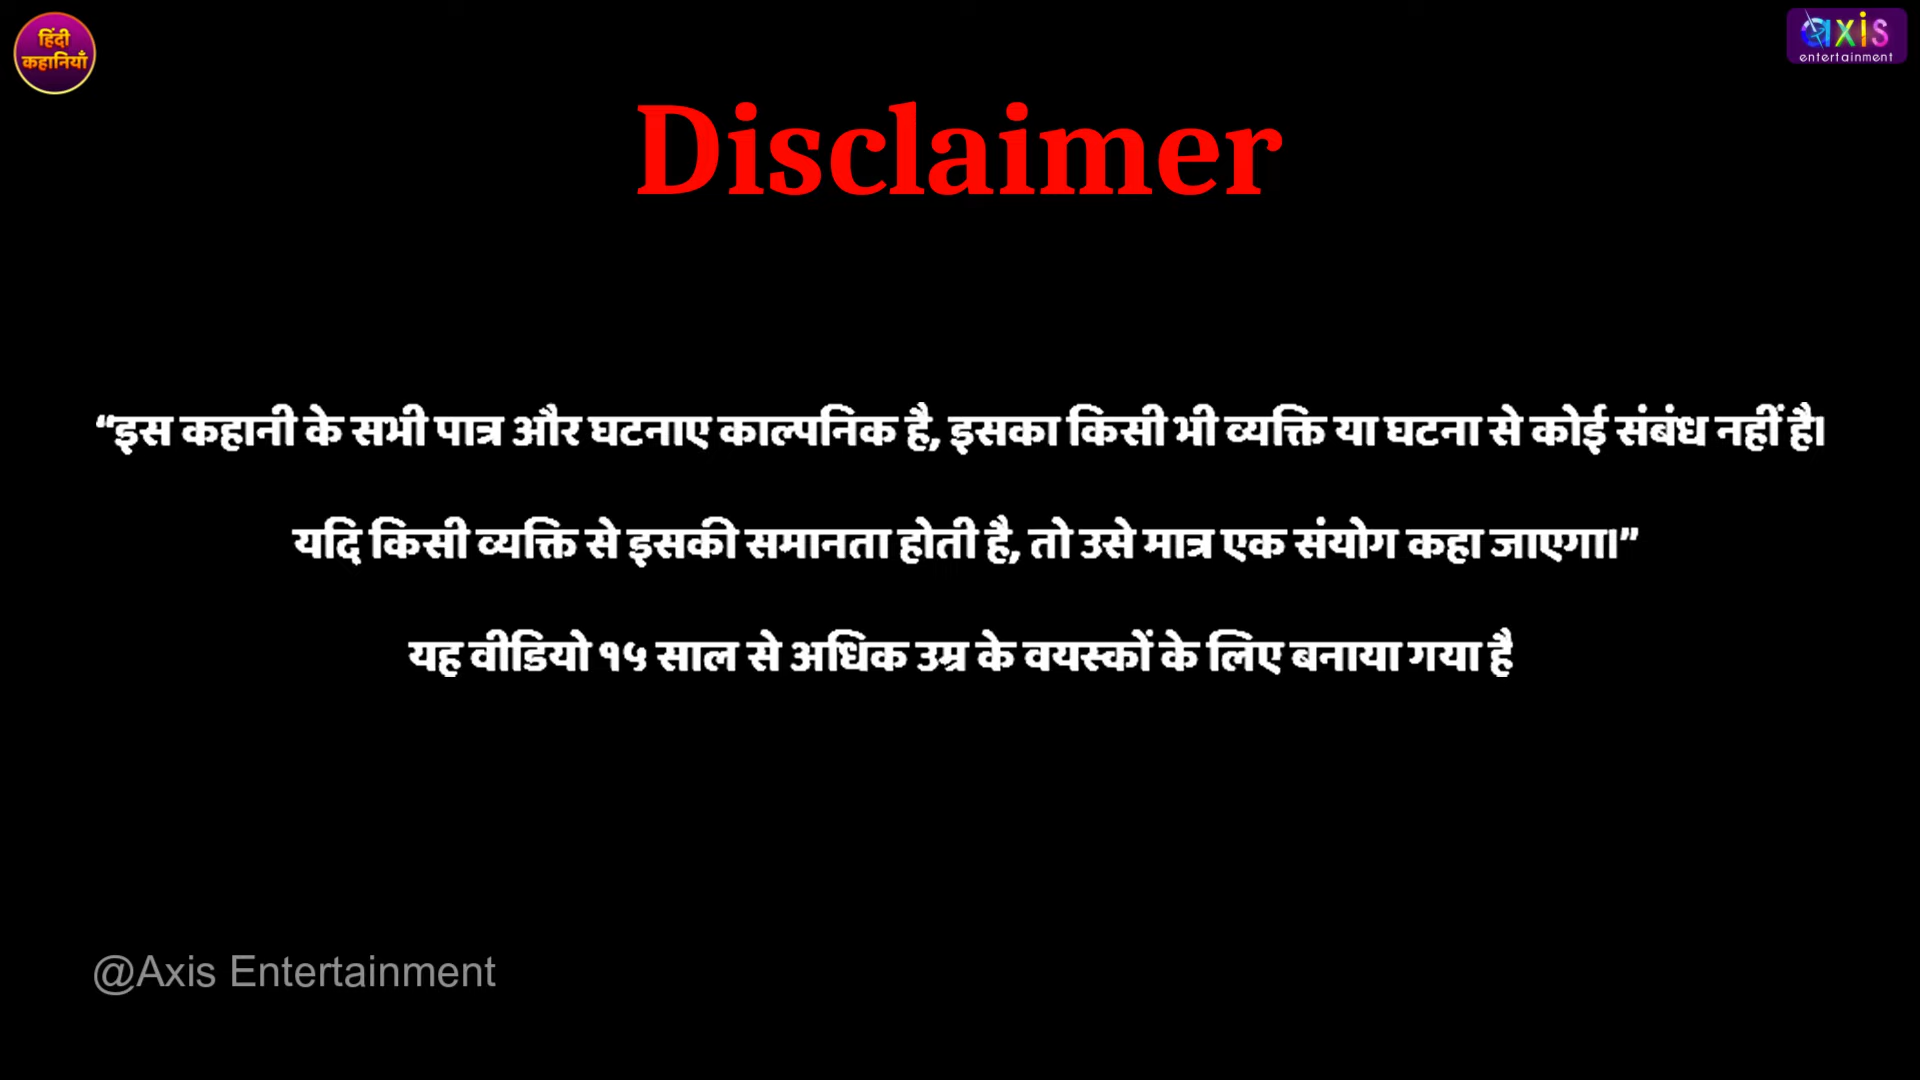 हिंदी
कहानियाँ
axis
entertainment
Disclaimer
“इस कहानी के सभी पात्र और घटनाए काल्पनिक है, इसका किसी भी व्यक्ति या घटना से कोई संबंध नहीं है।
यदि किसी व्यक्ति से इसकी समानता होती है, तो उसे मात्र एक संयोग कहा जाएगा।”
यह वीडियो १५ साल से अधिक उम्र के वयस्कों के लिए बनाया गया है
@Axis Entertainment